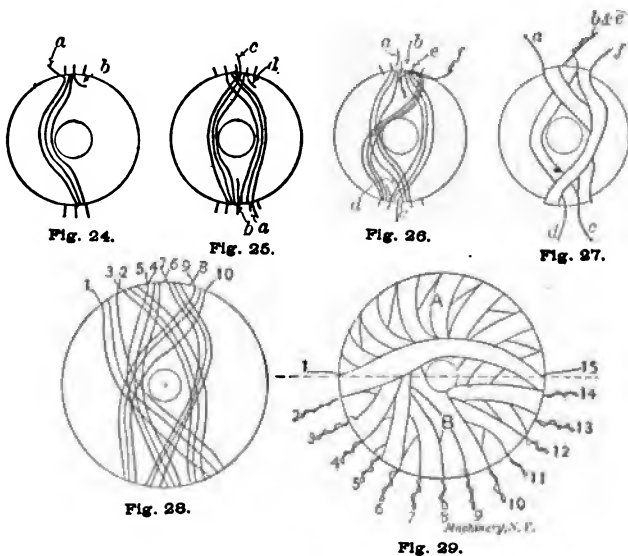 a b
c d
a b e f
a b&e f
Fig. 24.
b a
Fig. 25.
d
Fig. 26.
d c
Fig. 27.
1 3 2 5 4 7 6 9 8 10
A
1 15
2 14
3 B 13
4 12
5 11
6 7 8 9 10
Machinery, N.Y.
Fig. 28.
Fig. 29.